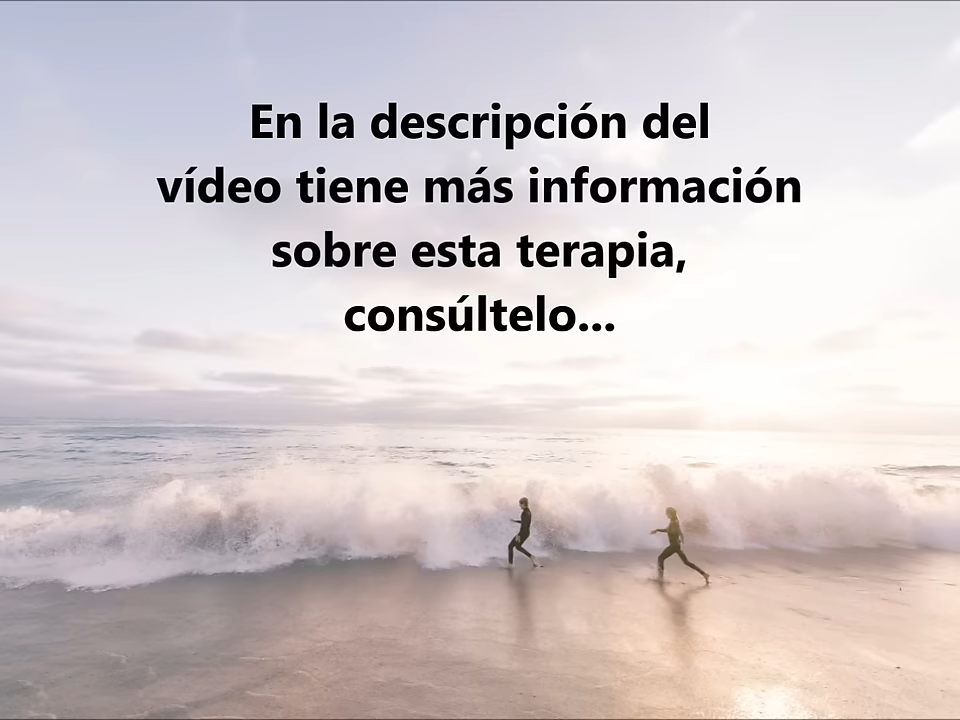 En la descripción del
vídeo tiene más información
sobre esta terapia,
consúltelo...